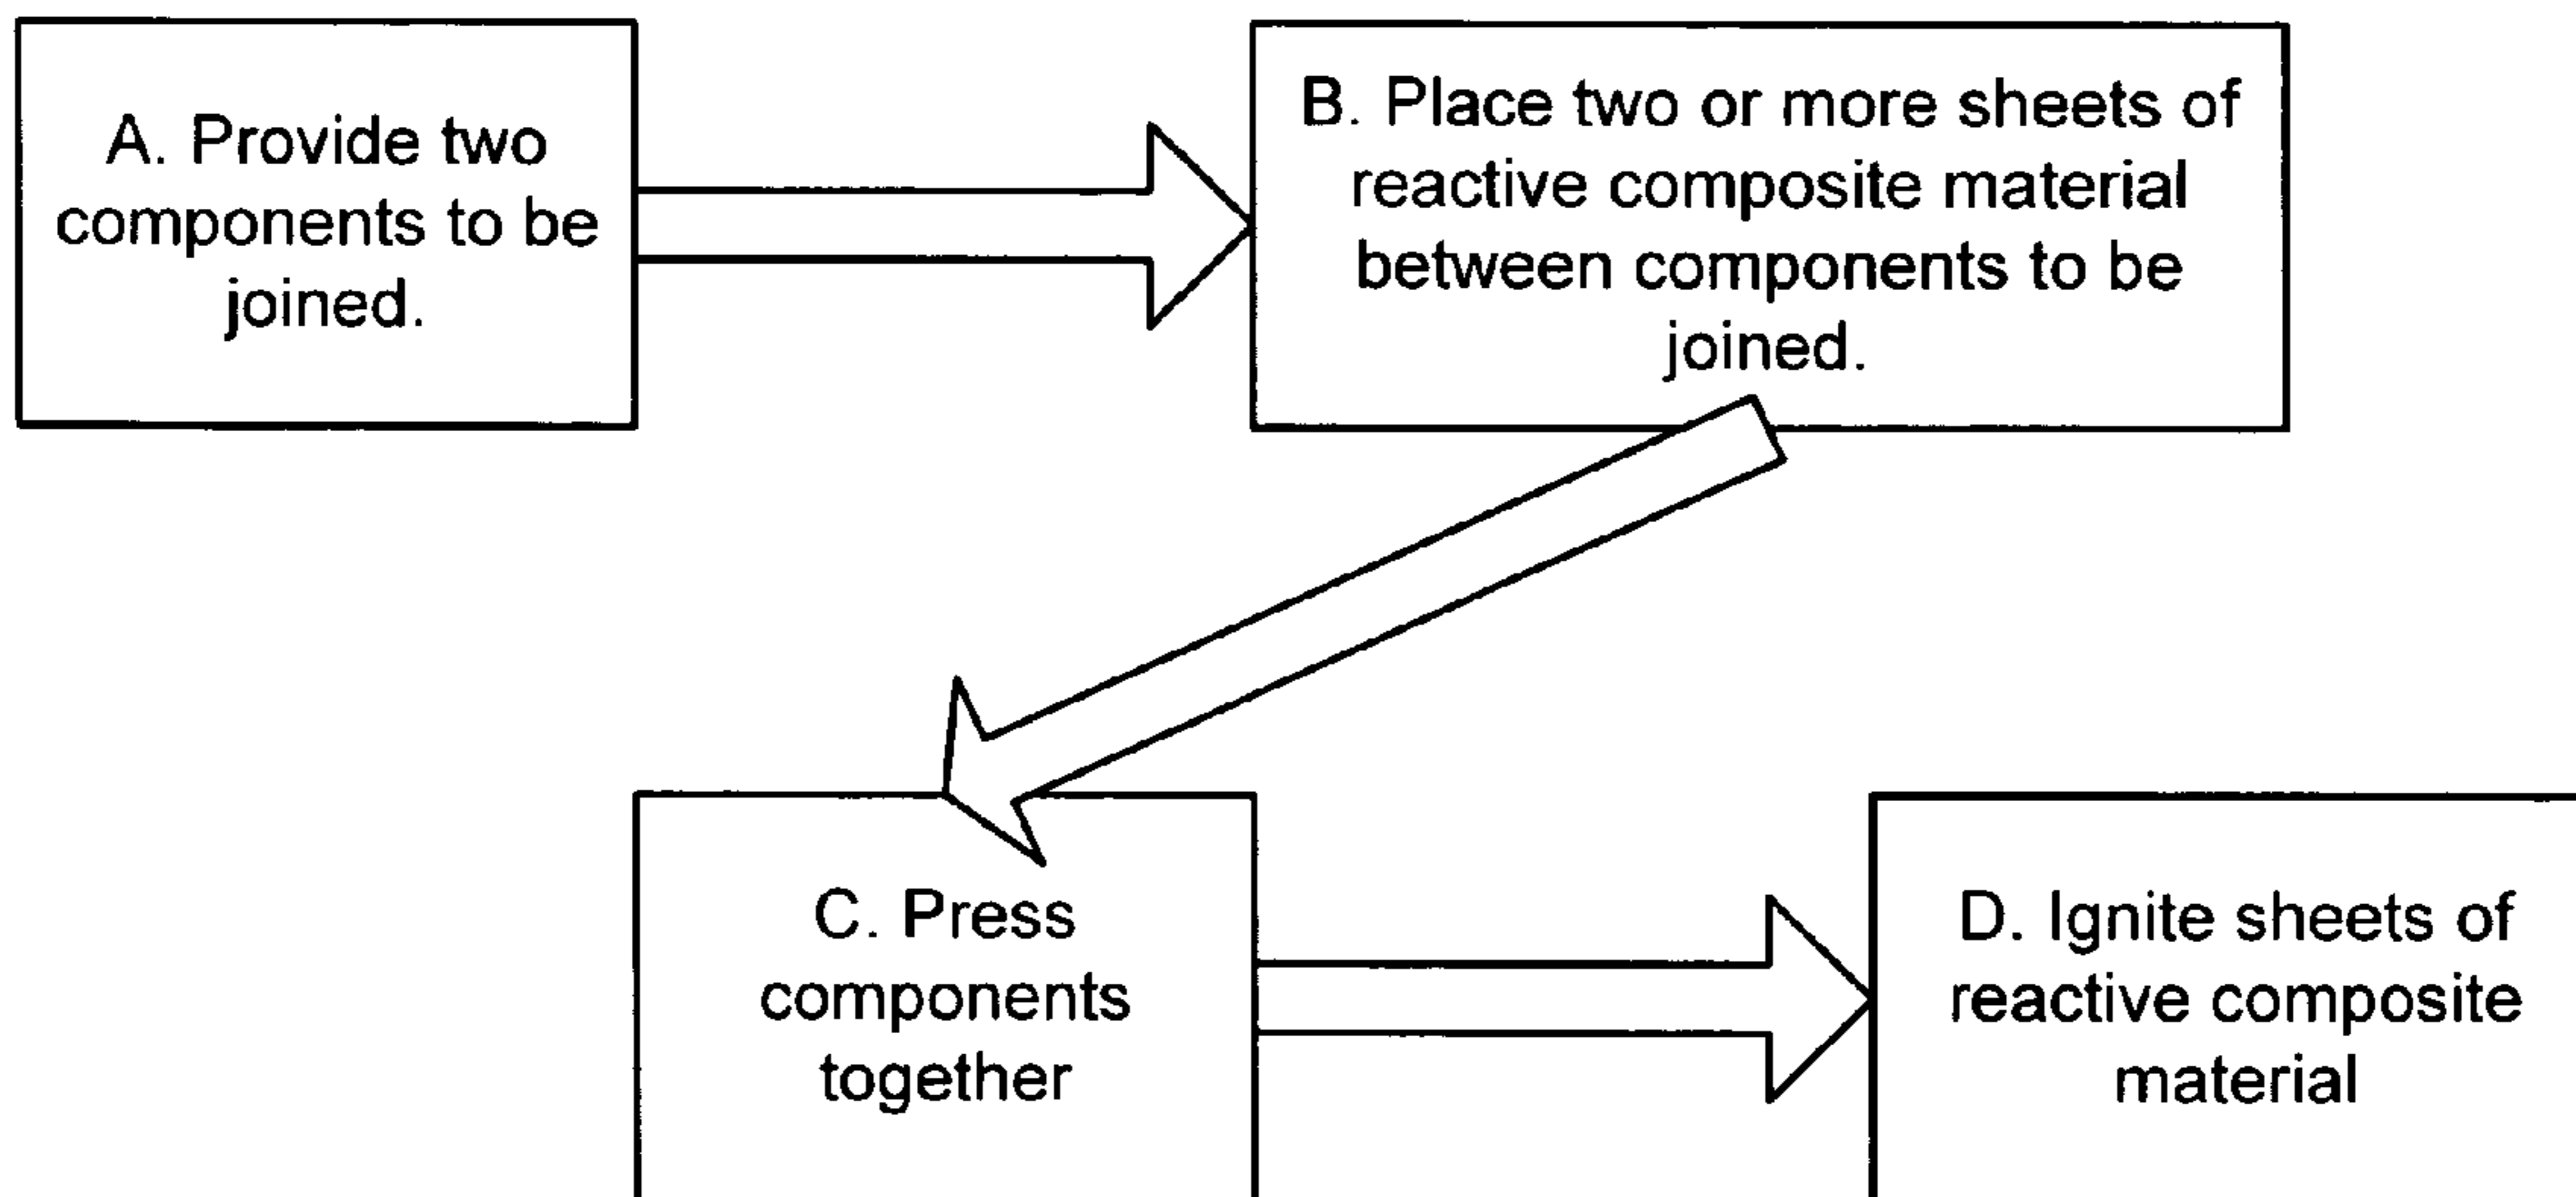 A. Provide two
components to be
joined.
B. Place two or more sheets of
reactive composite material
between components to be
joined.
C. Press
components
together
D. Ignite sheets of
reactive composite
material